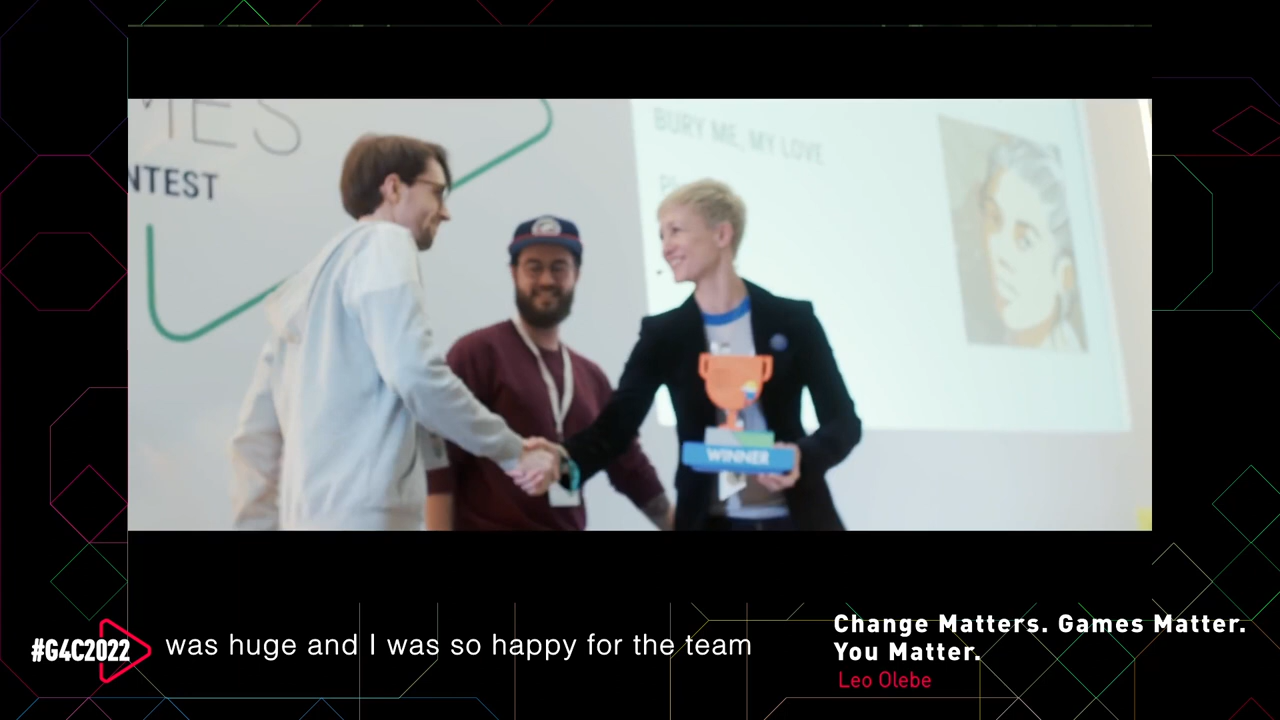 MES
NTEST
BURY ME, MY LOVE
WINNER
#G4C2022
was huge and I was so happy for the team
Change Matters. Games Matter.
You Matter.
Leo Olebe